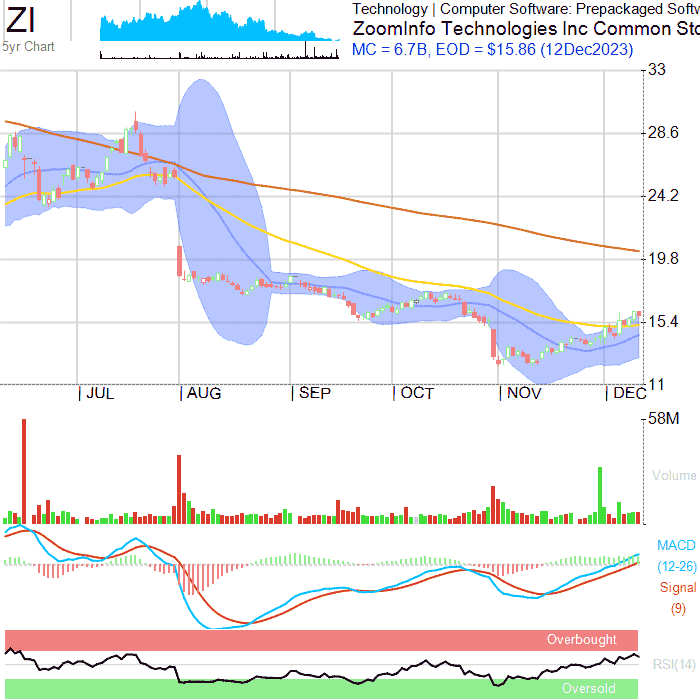 ZI
5yr Chart
Technology | Computer Software: Prepackaged Softw
ZoomInfo Technologies Inc Common Sto
MC = 6.7B, EOD = $15.86 (12Dec2023)
33
28.6
24.2
19.8
15.4
11
JUL AUG SEP OCT NOV DEC
58M
Volume
MACD
(12-26)
Signal
(9)
Overbought
RSI(14)
Oversold